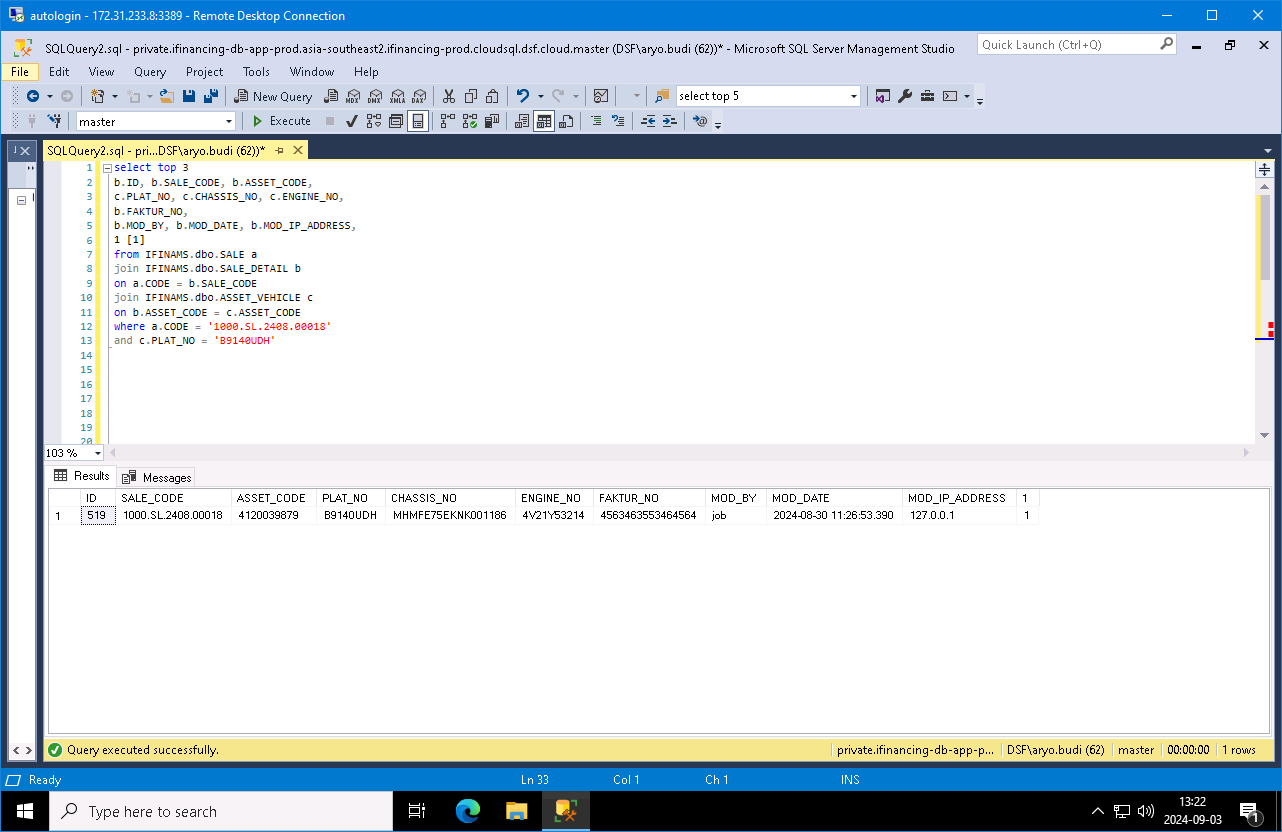 autologin - 172.31.233.8:3389 - Remote Desktop Connection
SQLQuery2.sql - private.ifinancing-db-app-prod.asia-southeast2.ifinancing-prod.cloudsql.dsf.cloud.master (DSF\aryo.budi (62))* - Microsoft SQL Server Management Studio
Quick Launch (Ctrl+Q)
File Edit View Query Project Tools Window Help
New Query MDX DMX XMLA DAX select top 5
master Execute
SQLQuery2.sql - pri...DSF\aryo.budi (62))*
1 select top 3
2 b.ID, b.SALE_CODE, b.ASSET_CODE,
3 c.PLAT_NO, c.CHASSIS_NO, c.ENGINE_NO,
4 b.FAKTUR_NO,
5 b.MOD_BY, b.MOD_DATE, b.MOD_IP_ADDRESS,
6 1 [1]
7 from IFINAMS.dbo.SALE a
8 join IFINAMS.dbo.SALE_DETAIL b
9 on a.CODE = b.SALE_CODE
10 join IFINAMS.dbo.ASSET_VEHICLE c
11 on b.ASSET_CODE = c.ASSET_CODE
12 where a.CODE = '1000.SL.2408.00018'
13 and c.PLAT_NO = 'B9140UDH'
14
15
16
17
18
19
20
103 %
Results Messages
ID SALE_CODE ASSET_CODE PLAT_NO CHASSIS_NO ENGINE_NO FAKTUR_NO MOD_BY MOD_DATE MOD_IP_ADDRESS 1
1 519 1000.SL.2408.00018 4120039879 B9140UDH MHMFE75EKNK001186 4V21Y53214 4563463553464564 job 2024-08-30 11:26:53.390 127.0.0.1 1
Query executed successfully. private.ifinancing-db-app-p... DSF\aryo.budi (62) master 00:00:00 1 rows
Ready Ln 33 Col 1 Ch 1 INS
Type here to search
13:22
2024-09-03
1